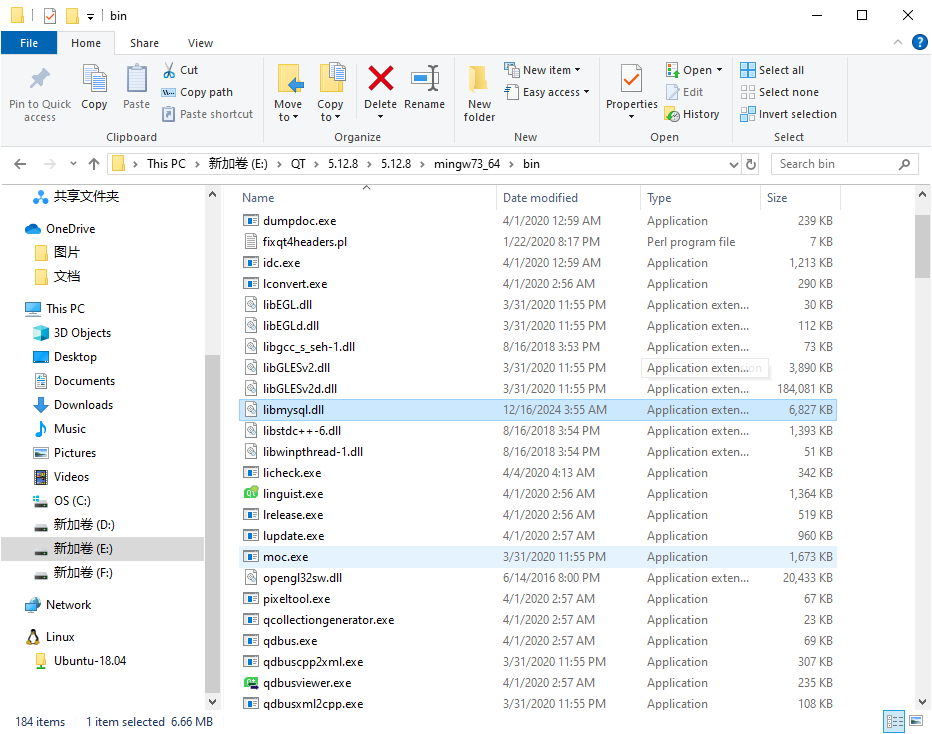 bin
File Home Share View
Pin to Quick access
Copy
Paste
Cut
Copy path
Paste shortcut
Clipboard
Move to
Copy to
Delete
Rename
Organize
New folder
New item
Easy access
New
Properties
Open
Edit
History
Open
Select all
Select none
Invert selection
Select
This PC > 新加卷 (E:) > QT > 5.12.8 > 5.12.8 > mingw73_64 > bin
Search bin
共享文件夹
OneDrive
图片
文档
This PC
3D Objects
Desktop
Documents
Downloads
Music
Pictures
Videos
OS (C:)
新加卷 (D:)
新加卷 (E:)
新加卷 (F:)
Network
Linux
Ubuntu-18.04
Name Date modified Type Size
dumpdoc.exe 4/1/2020 12:59 AM Application 239 KB
fixqt4headers.pl 1/22/2020 8:17 PM Perl program file 7 KB
idc.exe 4/1/2020 12:59 AM Application 1,213 KB
lconvert.exe 4/1/2020 2:56 AM Application 290 KB
libEGL.dll 3/31/2020 11:55 PM Application exten... 30 KB
libEGLd.dll 3/31/2020 11:55 PM Application exten... 112 KB
libgcc_s_seh-1.dll 8/16/2018 3:53 PM Application exten... 73 KB
libGLESv2.dll 3/31/2020 11:55 PM Application exten... 3,890 KB
libGLESv2d.dll 3/31/2020 11:55 PM Application exten... 184,081 KB
libmysql.dll 12/16/2024 3:55 AM Application exten... 6,827 KB
libstdc++-6.dll 8/16/2018 3:54 PM Application exten... 1,393 KB
libwinpthread-1.dll 8/16/2018 3:54 PM Application exten... 51 KB
licheck.exe 4/4/2020 4:13 AM Application 342 KB
linguist.exe 4/1/2020 2:56 AM Application 1,364 KB
lrelease.exe 4/1/2020 2:56 AM Application 519 KB
lupdate.exe 4/1/2020 2:57 AM Application 960 KB
moc.exe 3/31/2020 11:55 PM Application 1,673 KB
opengl32sw.dll 6/14/2016 8:00 PM Application exten... 20,433 KB
pixeltool.exe 4/1/2020 2:57 AM Application 67 KB
qcollectiongenerator.exe 4/1/2020 2:57 AM Application 23 KB
qdbus.exe 4/1/2020 2:57 AM Application 69 KB
qdbuscpp2xml.exe 3/31/2020 11:55 PM Application 307 KB
qdbusviewer.exe 4/1/2020 2:57 AM Application 235 KB
qdbusxml2cpp.exe 3/31/2020 11:55 PM Application 108 KB
184 items 1 item selected 6.66 MB